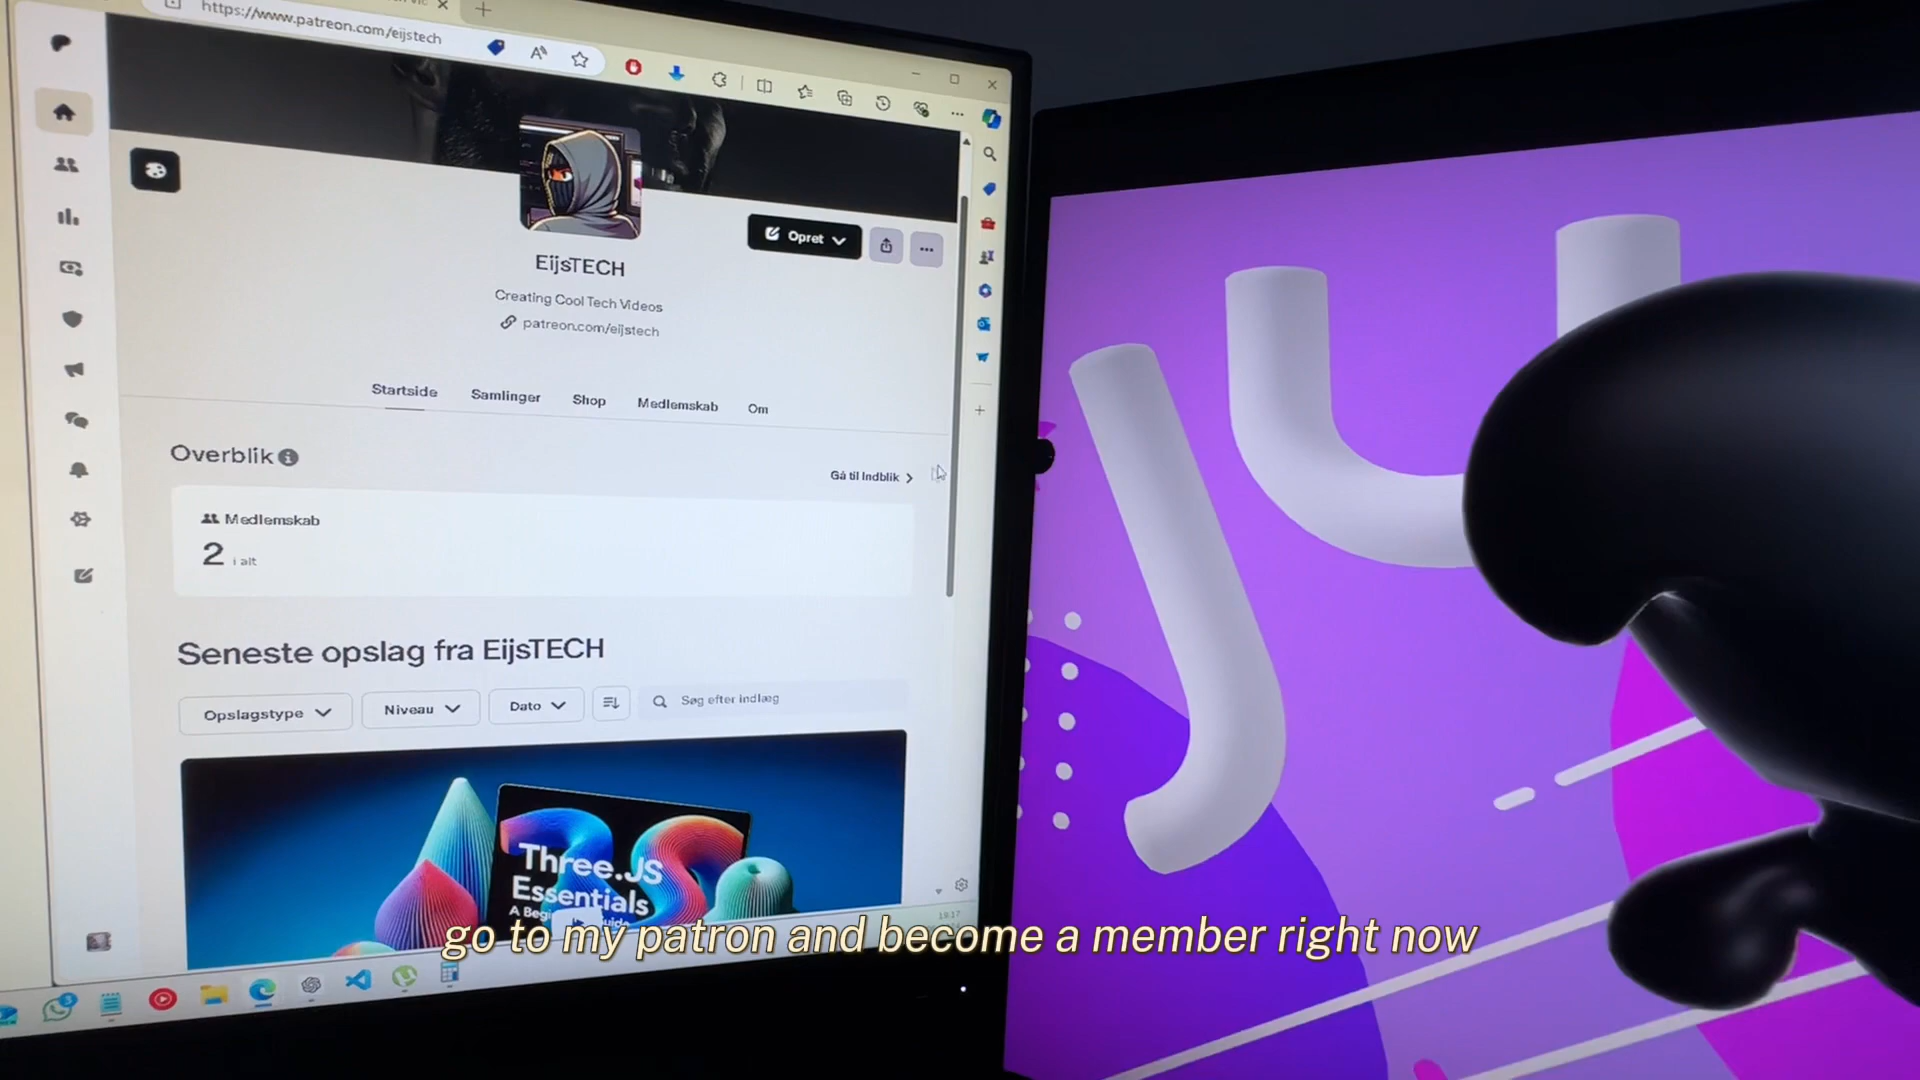 https://www.patreon.com/eijstech
Opret
EijsTECH
Creating Cool Tech Videos
patreon.com/eijstech
Startside Samlinger Shop Medlemskab Om
Overblik
Gå til Indblik
Medlemskab
2 i alt
Seneste opslag fra EijsTECH
Opslagstype Niveau Dato Søg efter indlæg
Three.JS
Essentials
go to my patron and become a member right now